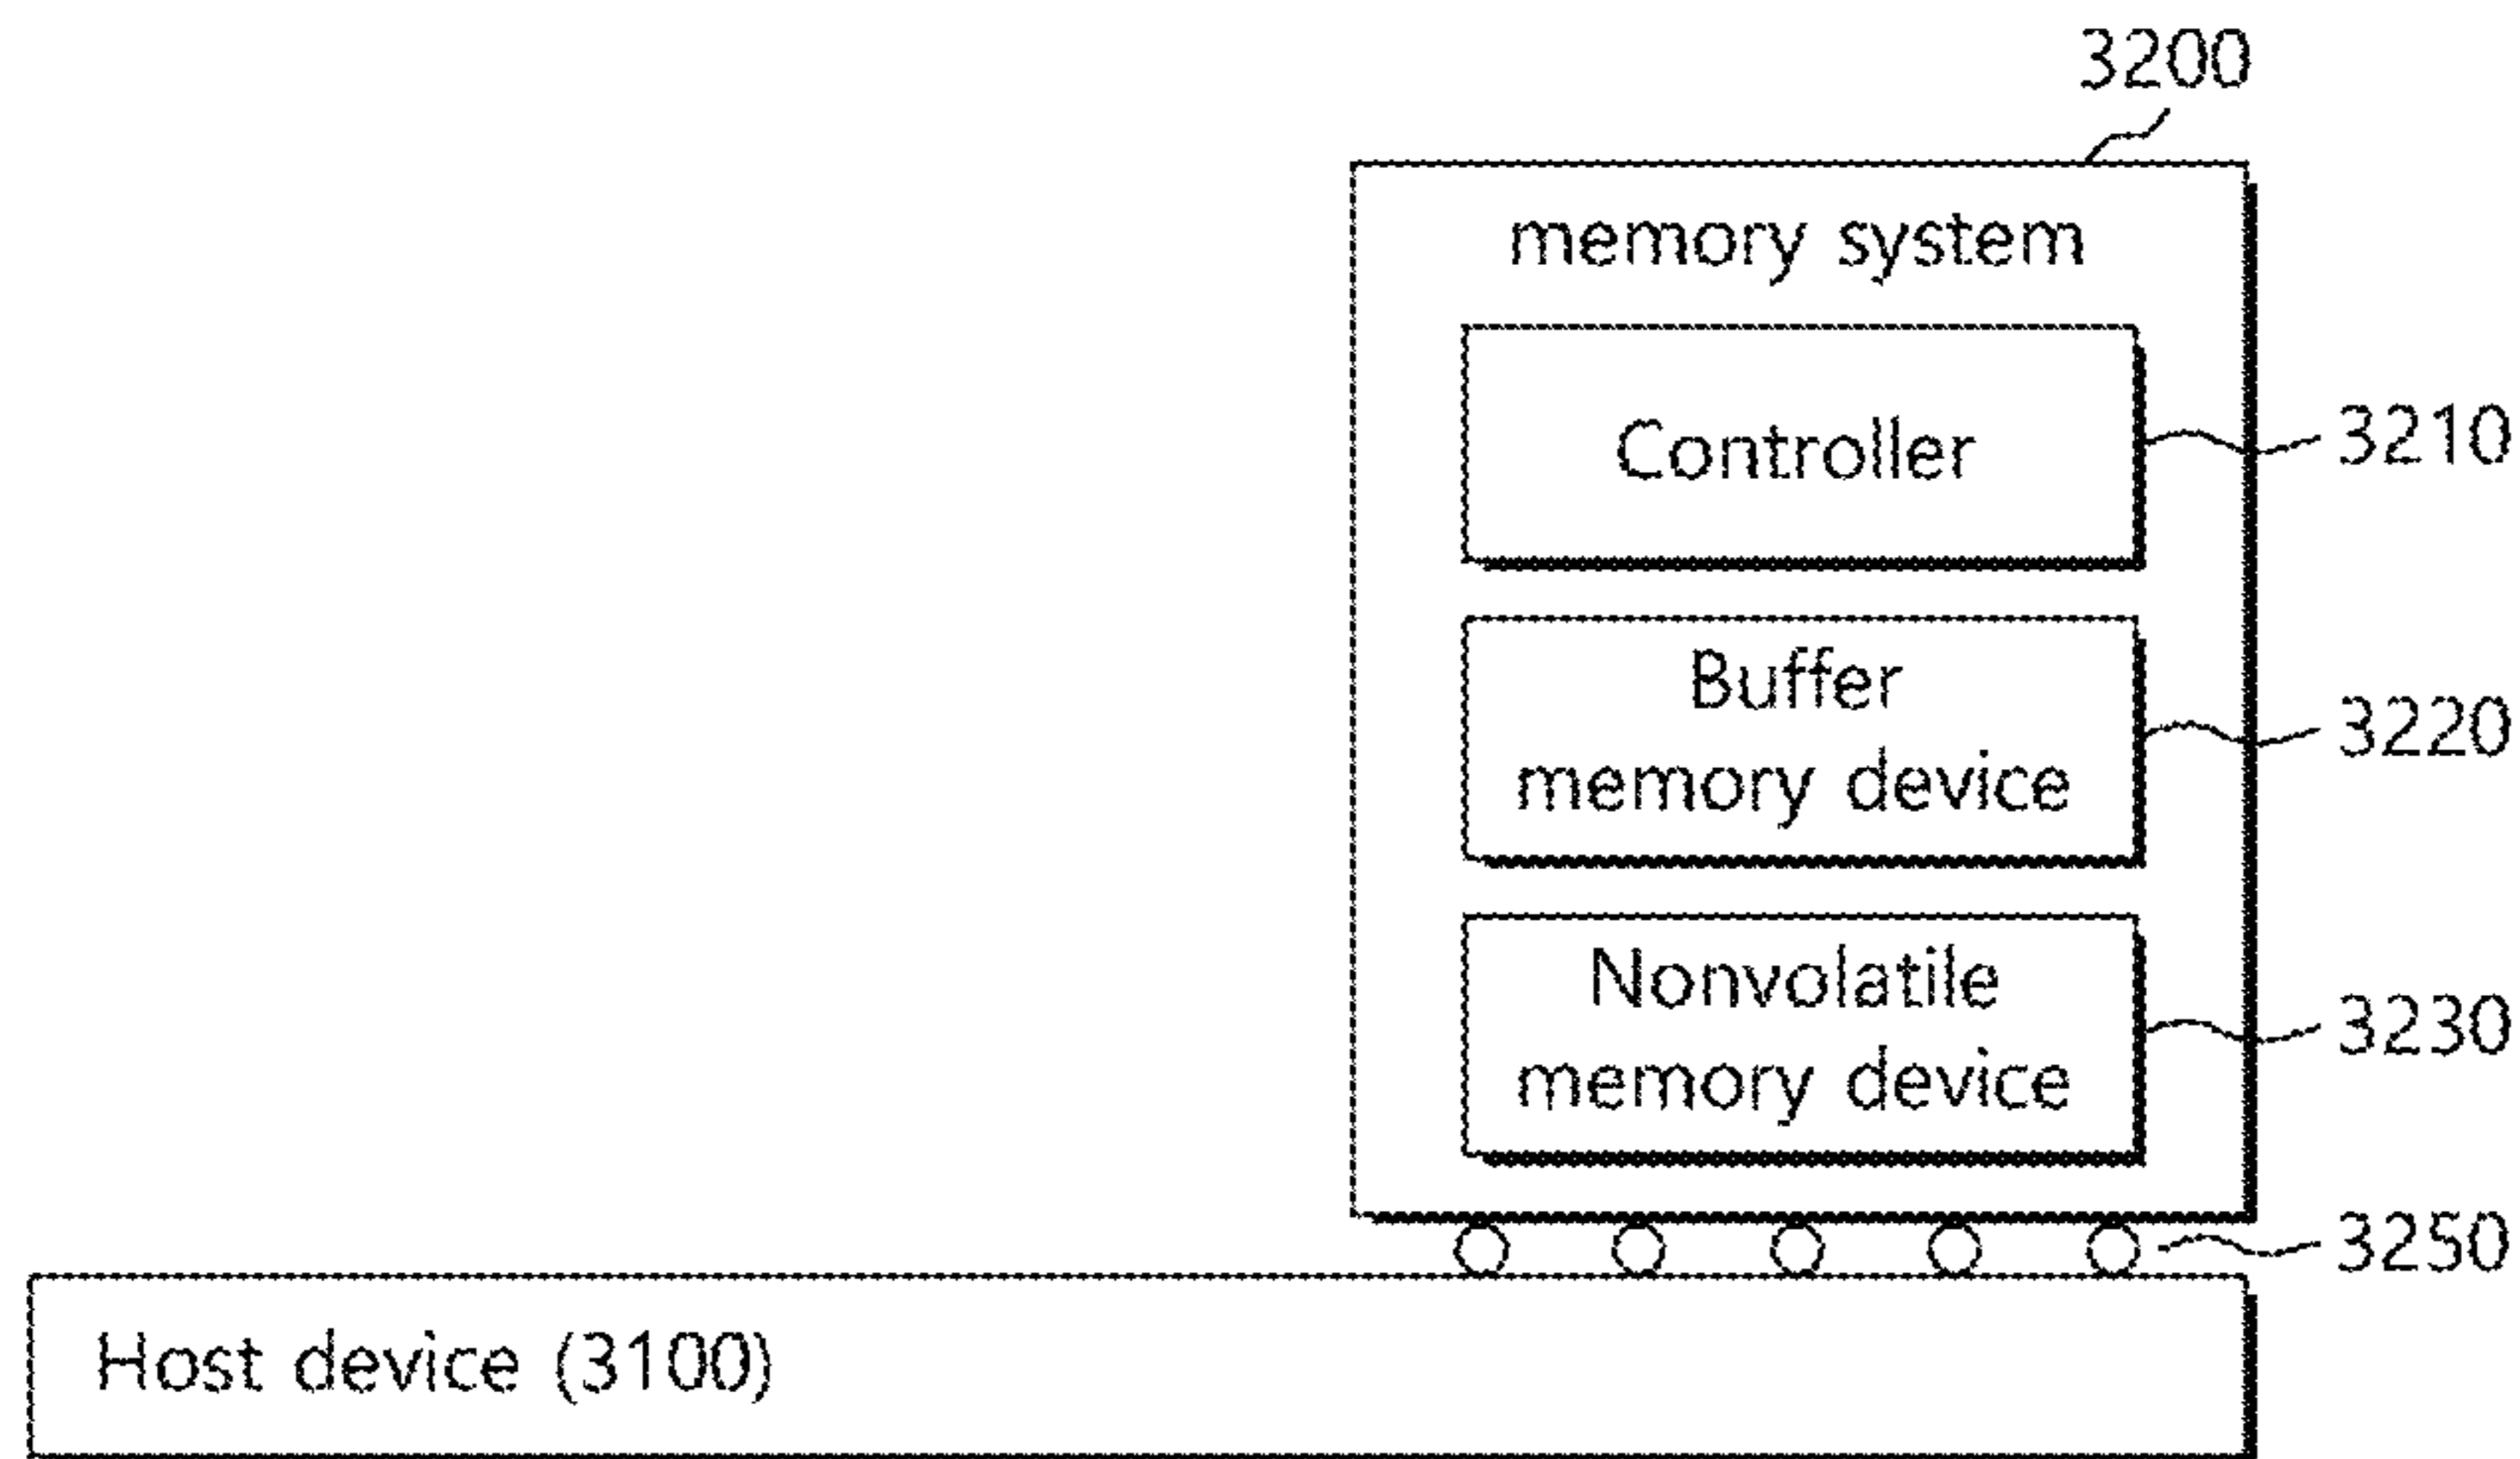 3200
memory system
Controller
3210
Buffer
memory device
3220
Nonvolatile
memory device
3230
3250
Host device (3100)